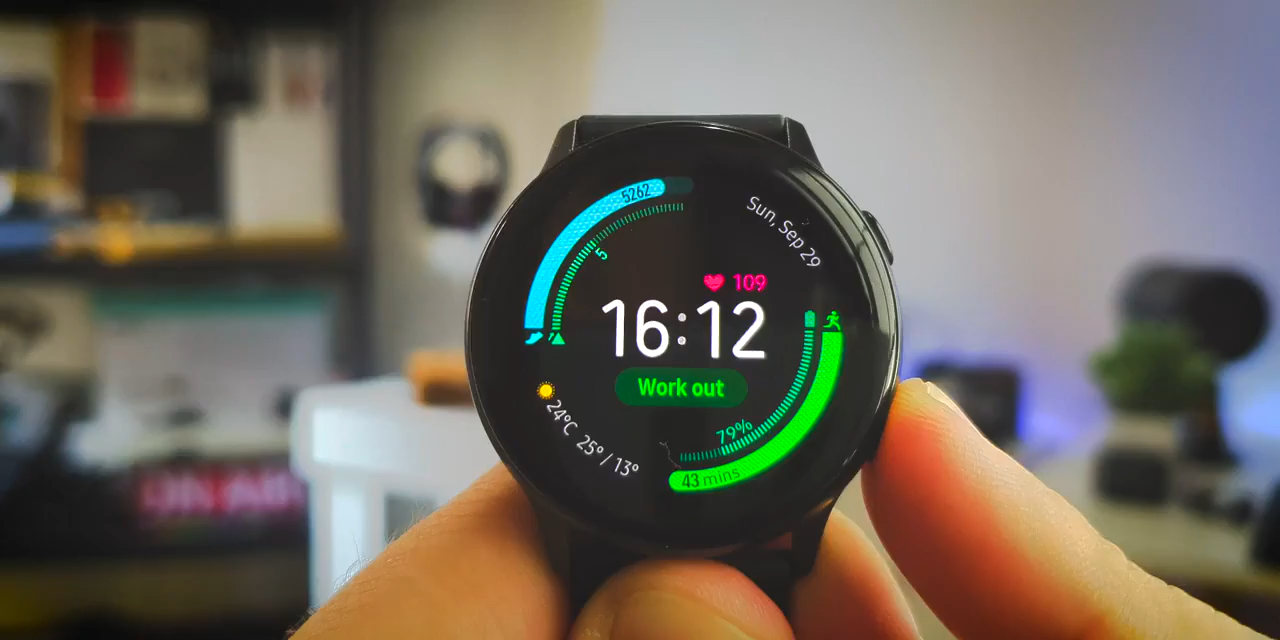 5262
5
Sun, Sep 29
109
16:12
Work out
24°C 25°/ 13°
79%
43 mins